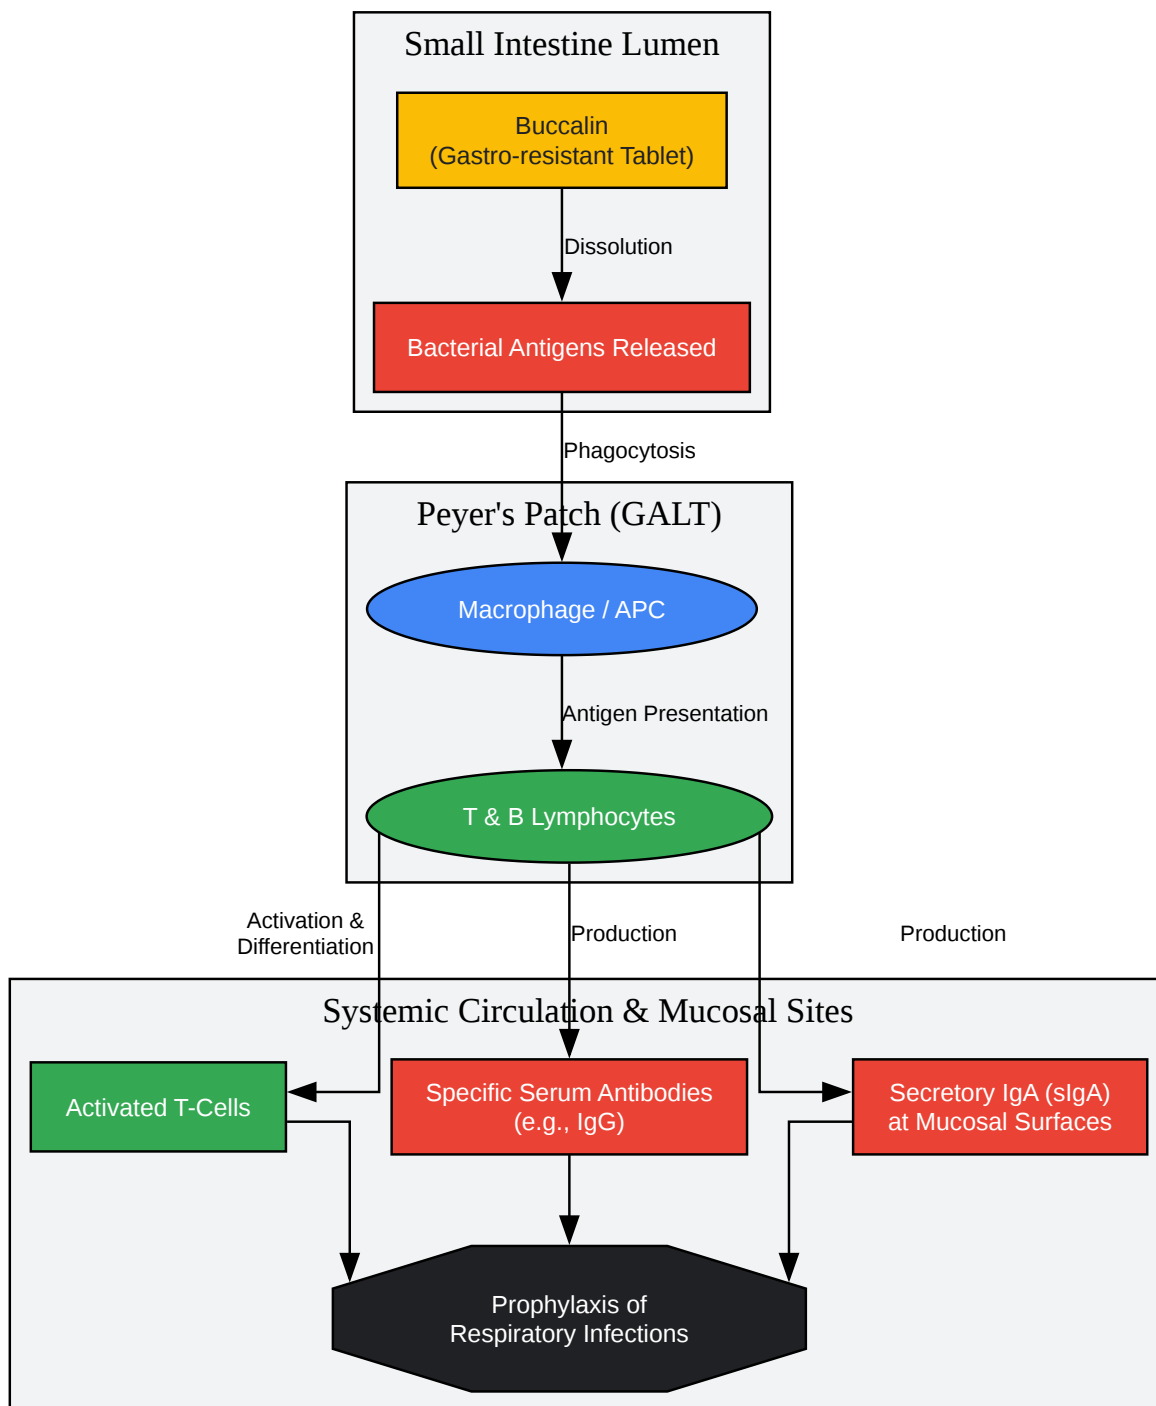 Small Intestine Lumen
Buccalin
(Gastro-resistant Tablet)
Dissolution
Bacterial Antigens Released
Phagocytosis
Peyer's Patch (GALT)
Macrophage / APC
Antigen Presentation
T & B Lymphocytes
Activation &
Differentiation
Production
Production
Systemic Circulation & Mucosal Sites
Activated T-Cells
Specific Serum Antibodies
(e.g., IgG)
Secretory IgA (sIgA)
at Mucosal Surfaces
Prophylaxis of
Respiratory Infections